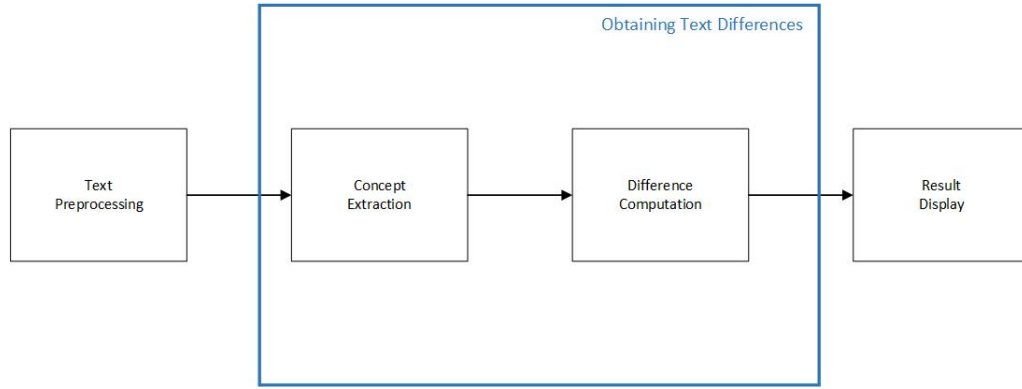 Obtaining Text Differences
Text
Preprocessing
Concept
Extraction
Difference
Computation
Result
Display